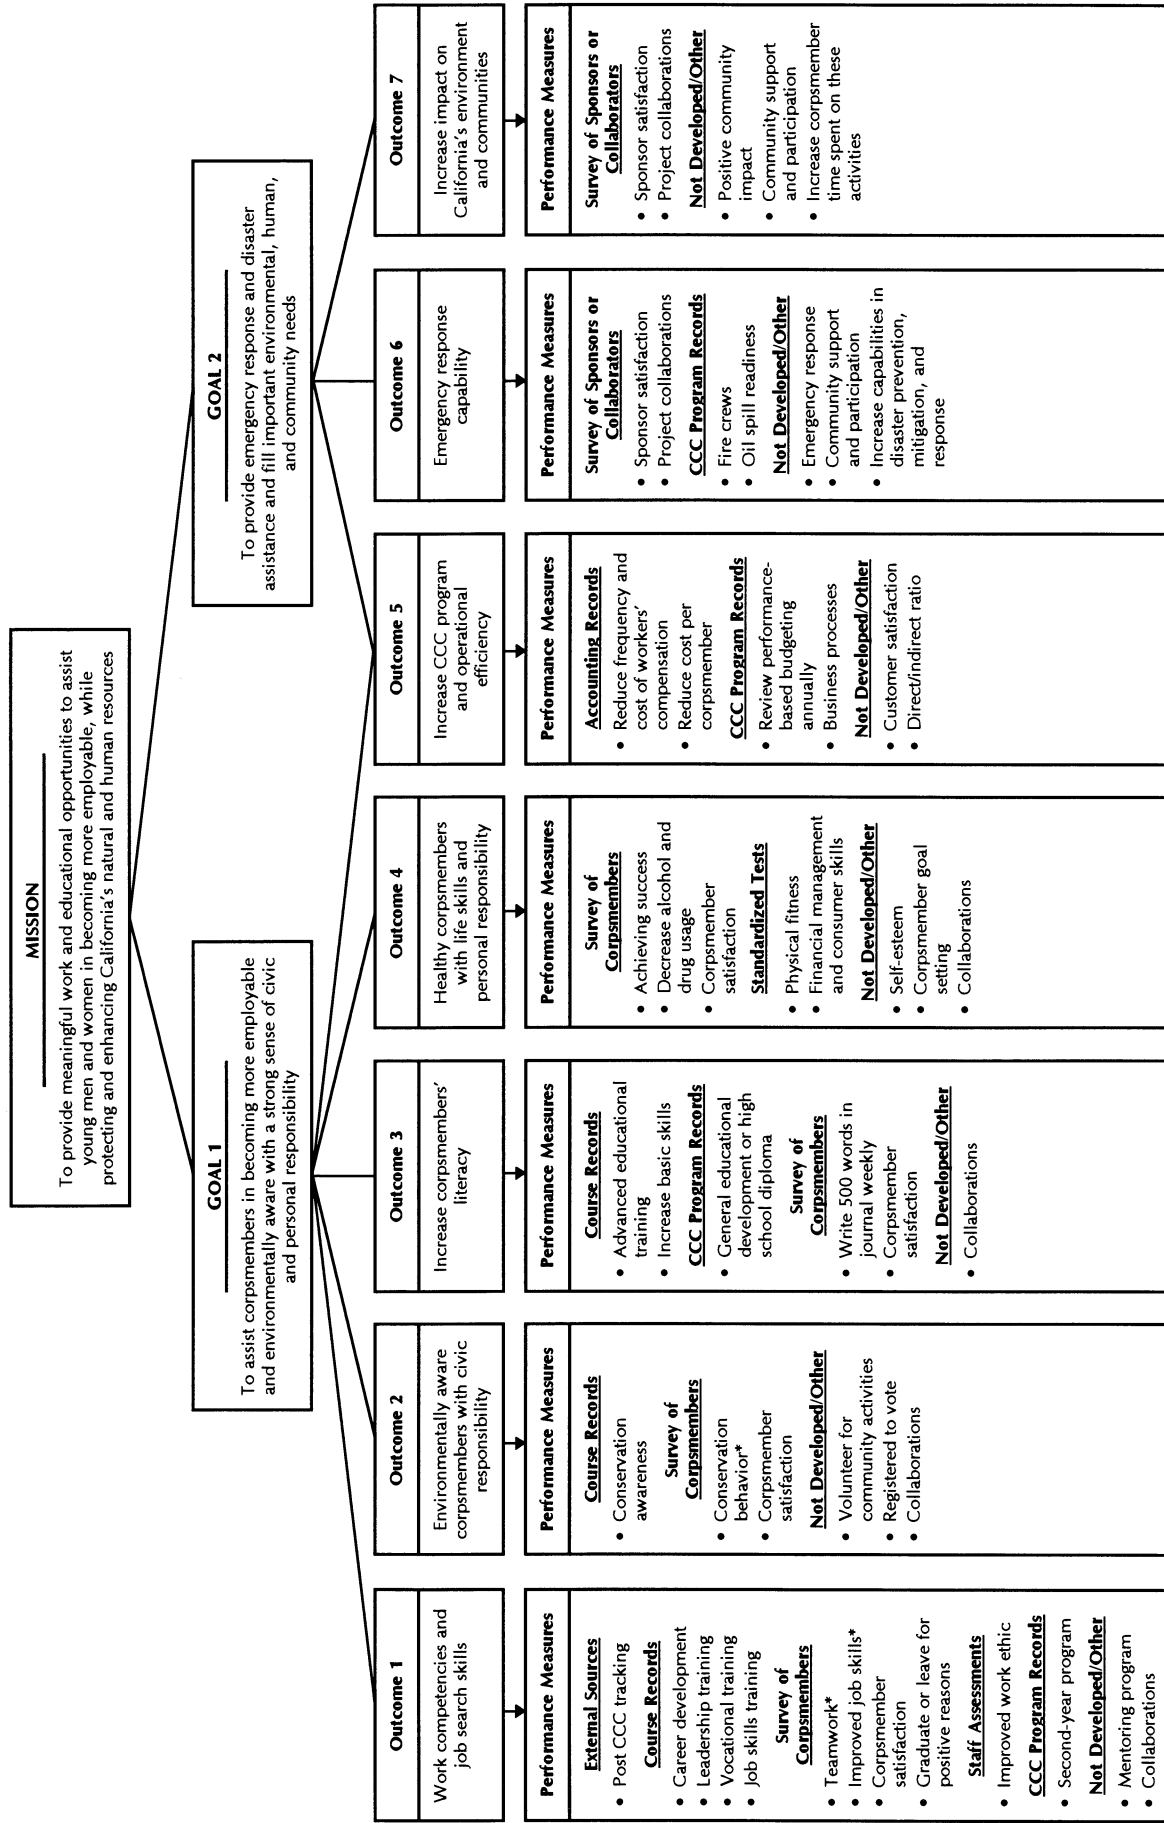 MISSION
To provide meaningful work and educational opportunities to assist
young men and women in becoming more employable, while
protecting and enhancing California's natural and human resources
GOAL 1
To assist corpsmembers in becoming more employable
and environmentally aware with a strong sense of civic
and personal responsibility
GOAL 2
To provide emergency response and disaster
assistance and fill important environmental, human,
and community needs
Outcome 1
Work competencies and
job search skills
Performance Measures
External Sources
• Post CCC tracking
Course Records
• Career development
• Leadership training
• Vocational training
• Job skills training
Survey of
Corpsmembers
• Teamwork*
• Improved job skills*
• Corpsmember
satisfaction
• Graduate or leave for
positive reasons
Staff Assessments
• Improved work ethic
CCC Program Records
• Second-year program
Not Developed/Other
• Mentoring program
• Collaborations
Outcome 2
Environmentally aware
corpsmembers with civic
responsibility
Performance Measures
Course Records
• Conservation
awareness
Survey of
Corpsmembers
• Conservation
behavior*
• Corpsmember
satisfaction
Not Developed/Other
• Volunteer for
community activities
• Registered to vote
• Collaborations
Outcome 3
Increase corpsmembers'
literacy
Performance Measures
Course Records
• Advanced educational
training
• Increase basic skills
CCC Program Records
• General educational
development or high
school diploma
Survey of
Corpsmembers
• Write 500 words in
journal weekly
• Corpsmember
satisfaction
Not Developed/Other
• Collaborations
Outcome 4
Healthy corpsmembers
with life skills and
personal responsibility
Performance Measures
Survey of
Corpsmembers
• Achieving success
• Decrease alcohol and
drug usage
• Corpsmember
satisfaction
Standardized Tests
• Physical fitness
• Financial management
and consumer skills
Not Developed/Other
• Self-esteem
• Corpsmember goal
setting
• Collaborations
Outcome 5
Increase CCC program
and operational
efficiency
Performance Measures
Accounting Records
• Reduce frequency and
cost of workers'
compensation
• Reduce cost per
corpsmember
CCC Program Records
• Review performance-
based budgeting
annually
• Business processes
Not Developed/Other
• Customer satisfaction
• Direct/indirect ratio
Outcome 6
Emergency response
capability
Performance Measures
Survey of Sponsors or
Collaborators
• Sponsor satisfaction
• Project collaborations
CCC Program Records
• Fire crews
• Oil spill readiness
Not Developed/Other
• Emergency response
• Community support
and participation
• Increase capabilities in
disaster prevention,
mitigation, and
response
Outcome 7
Increase impact on
California's environment
and communities
Performance Measures
Survey of Sponsors or
Collaborators
• Sponsor satisfaction
• Project collaborations
Not Developed/Other
• Positive community
impact
• Community support
and participation
• Increase corpsmember
time spent on these
activities